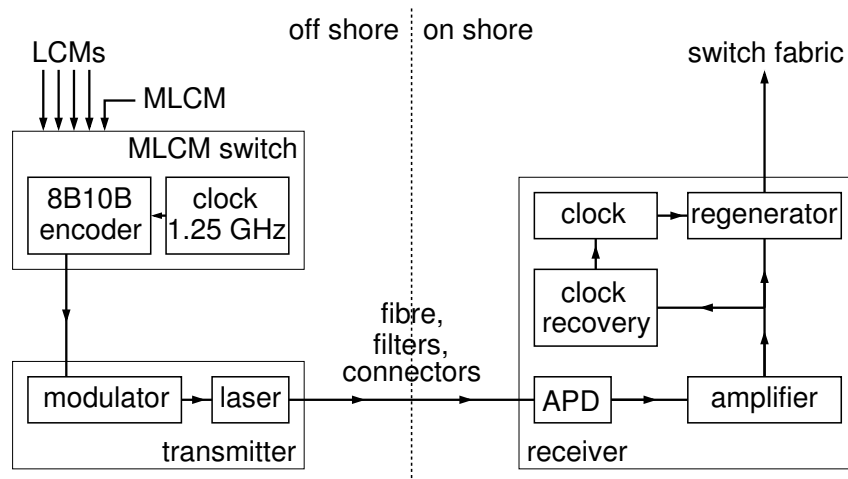 off shore
on shore
LCMs
switch fabric
MLCM
MLCM switch
8B10B
encoder
clock
1.25 GHz
clock
regenerator
clock
recovery
fibre,
filters,
connectors
modulator
laser
APD
amplifier
transmitter
receiver